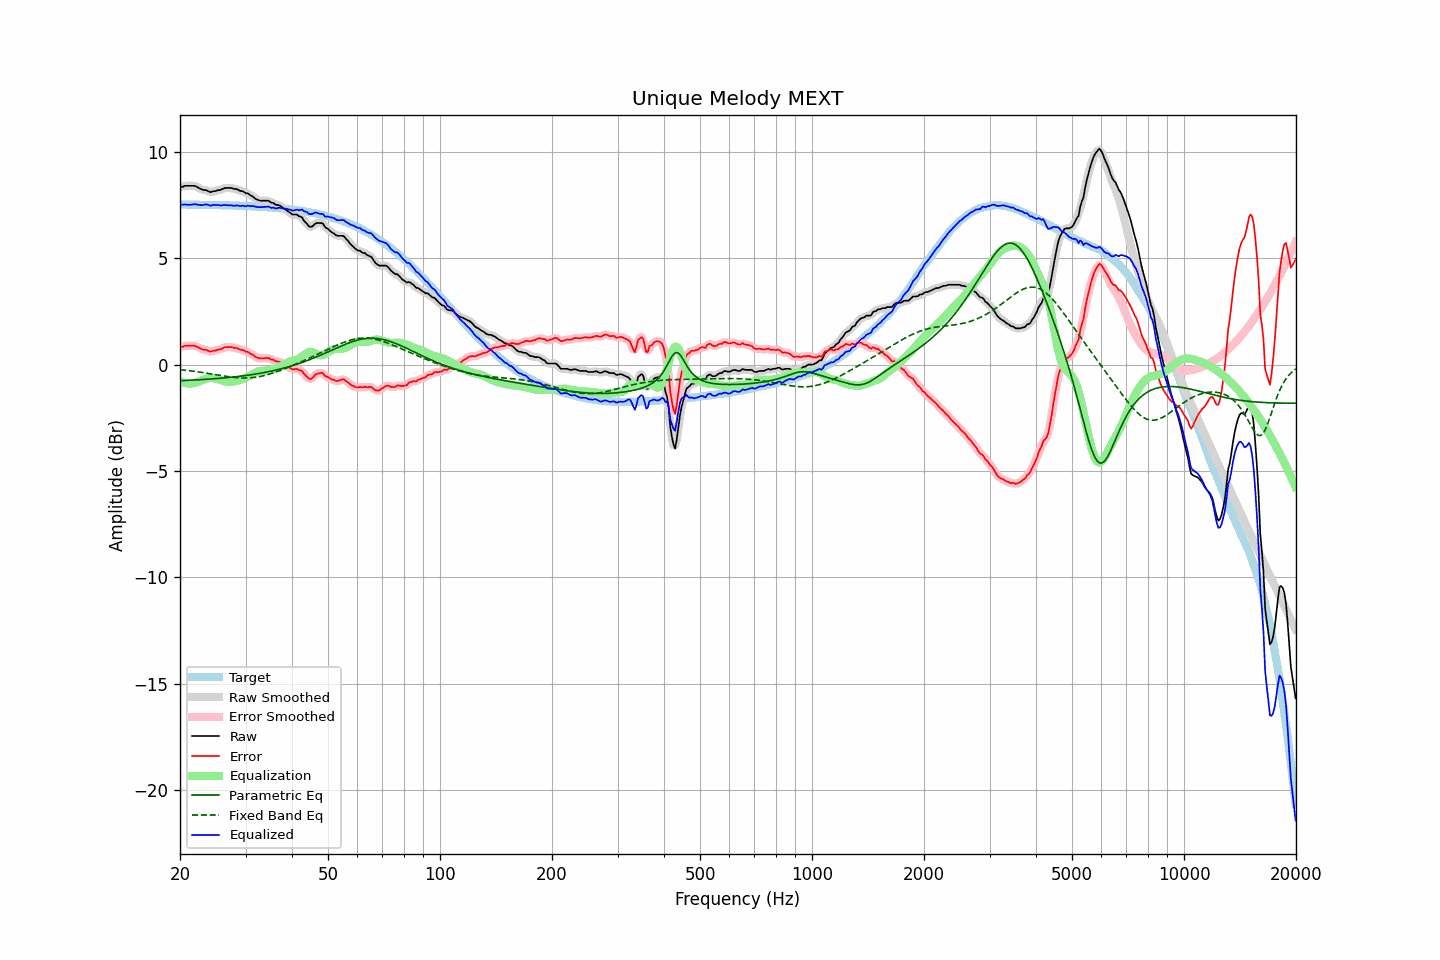 Unique Melody MEXT
10
5
0
−5
−10
−15
−20
Amplitude (dBr)
Target
Raw Smoothed
Error Smoothed
Raw
Error
Equalization
Parametric Eq
Fixed Band Eq
Equalized
20 50 100 200 500 1000 2000 5000 10000 20000
Frequency (Hz)